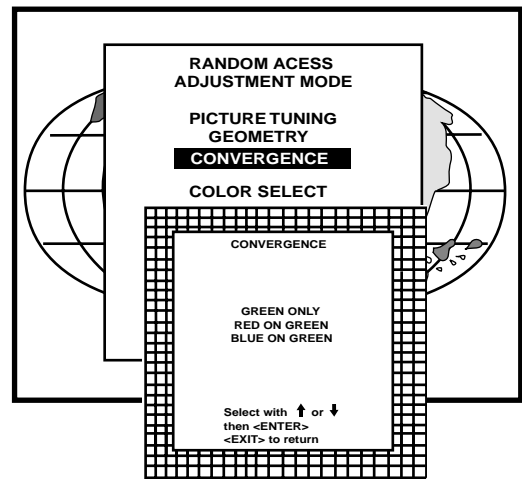 RANDOM ACESS
ADJUSTMENT MODE
PICTURE TUNING
GEOMETRY
CONVERGENCE
COLOR SELECT
CONVERGENCE
GREEN ONLY
RED ON GREEN
BLUE ON GREEN
Select with ↑ or ↓
then <ENTER>
<EXIT> to return